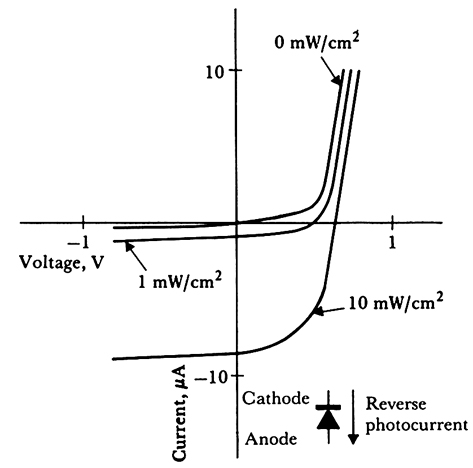 0 mW/cm²
10
−1
1
Voltage, V
1 mW/cm²
10 mW/cm²
−10
Current, μA
Cathode
Anode
Reverse
photocurrent